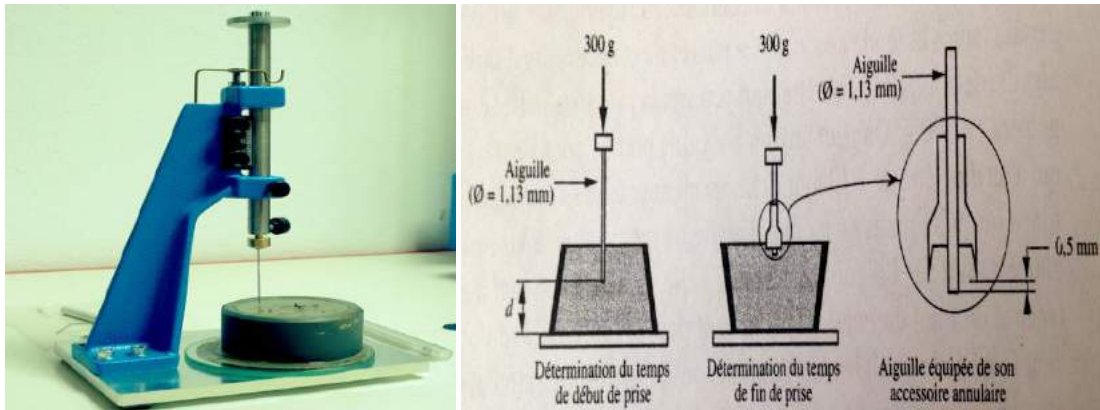 300 g
300 g
Aiguille
(Ø = 1,13 mm)
Aiguille
(Ø = 1,13 mm)
0,5 mm
d
Détermination du temps
de début de prise
Détermination du temps
de fin de prise
Aiguille équipée de son
accessoire annulaire